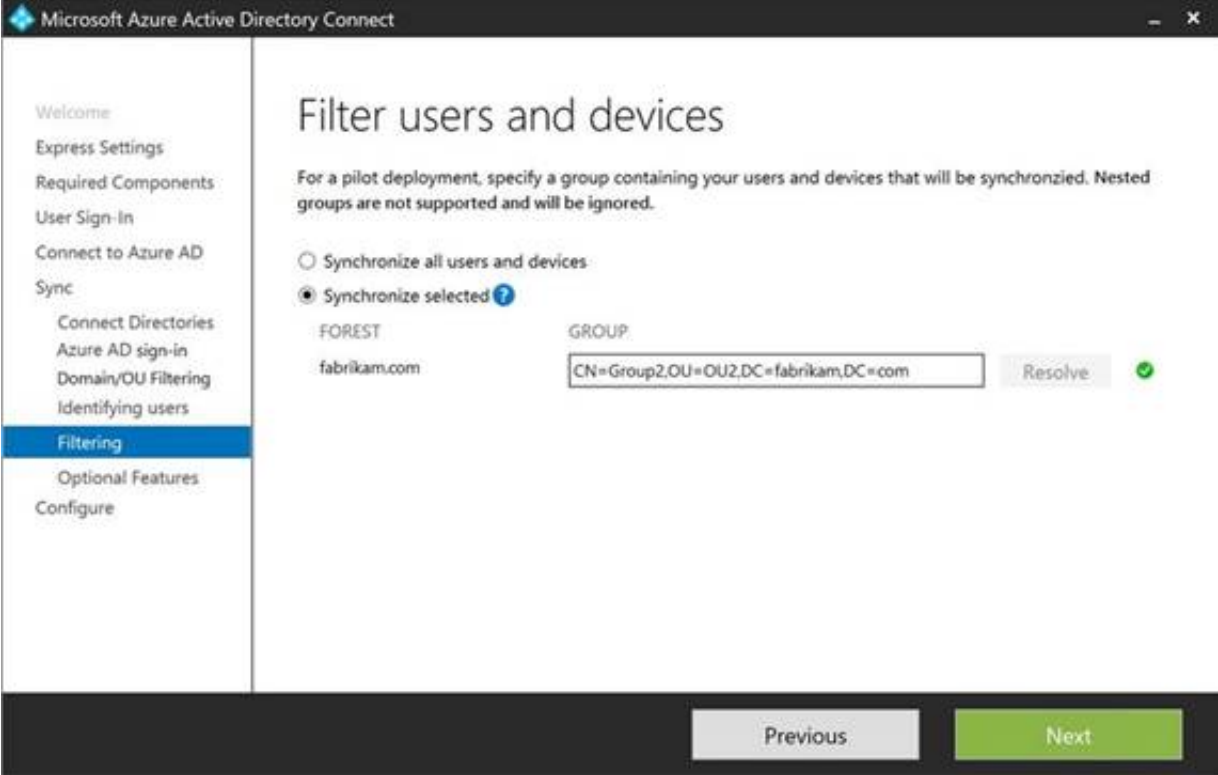 Microsoft Azure Active Directory Connect
Welcome
Express Settings
Required Components
User Sign-In
Connect to Azure AD
Sync
Connect Directories
Azure AD sign-in
Domain/OU Filtering
Identifying users
Filtering
Optional Features
Configure
Filter users and devices
For a pilot deployment, specify a group containing your users and devices that will be synchronzied. Nested
groups are not supported and will be ignored.
Synchronize all users and devices
Synchronize selected ?
FOREST GROUP
fabrikam.com CN=Group2,OU=OU2,DC=fabrikam,DC=com Resolve
Previous Next